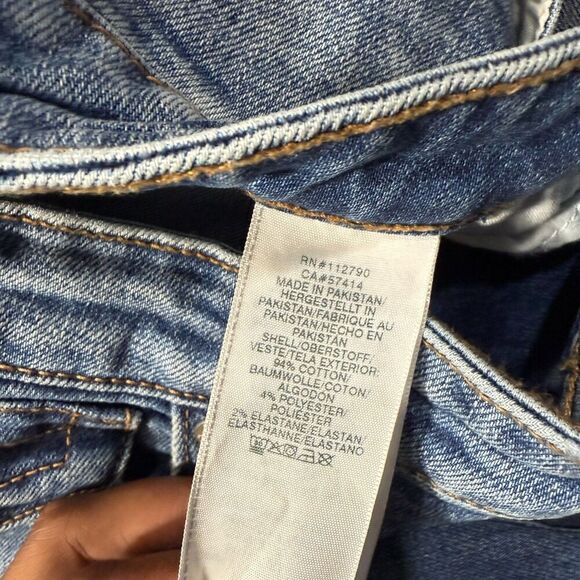 RN#112790
CA#57414
MADE IN PAKISTAN/
HERGESTELLT IN
PAKISTAN/FABRIQUE AU
PAKISTAN/HECHO EN
PAKISTAN
SHELL/OBERSTOFF/
VESTE/TELA EXTERIOR:
94% COTTON/
BAUMWOLLE/COTON/
ALGODON
4% POLYESTER/
POLIÉSTER
2% ELASTANE/ELASTAN/
ELASTHANNE/ELASTANO